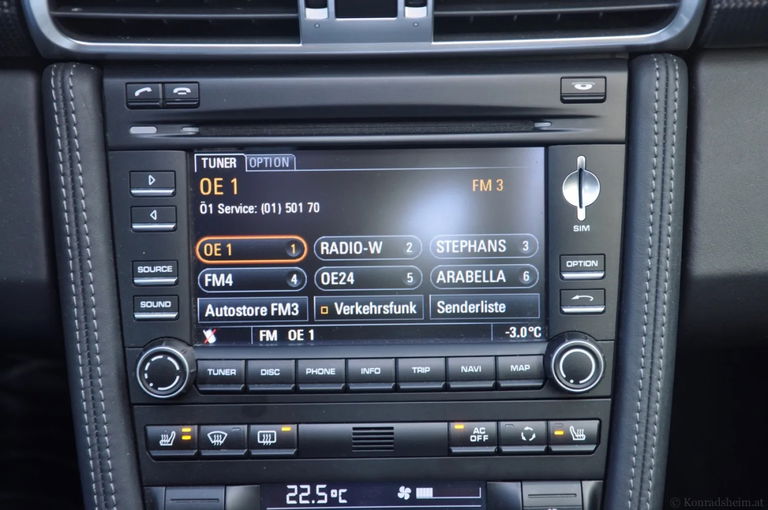 TUNER OPTION
OE 1 FM 3
Ö1 Service: (01) 501 70
SIM
OE 1 1 RADIO-W 2 STEPHANS 3
SOURCE FM4 4 OE24 5 ARABELLA 6 OPTION
SOUND Autostore FM3 Verkehrsfunk Senderliste
FM OE 1 -3.0°C
TUNER DISC PHONE INFO TRIP NAVI MAP
AC OFF
22.5°C
© Konradsheim.at